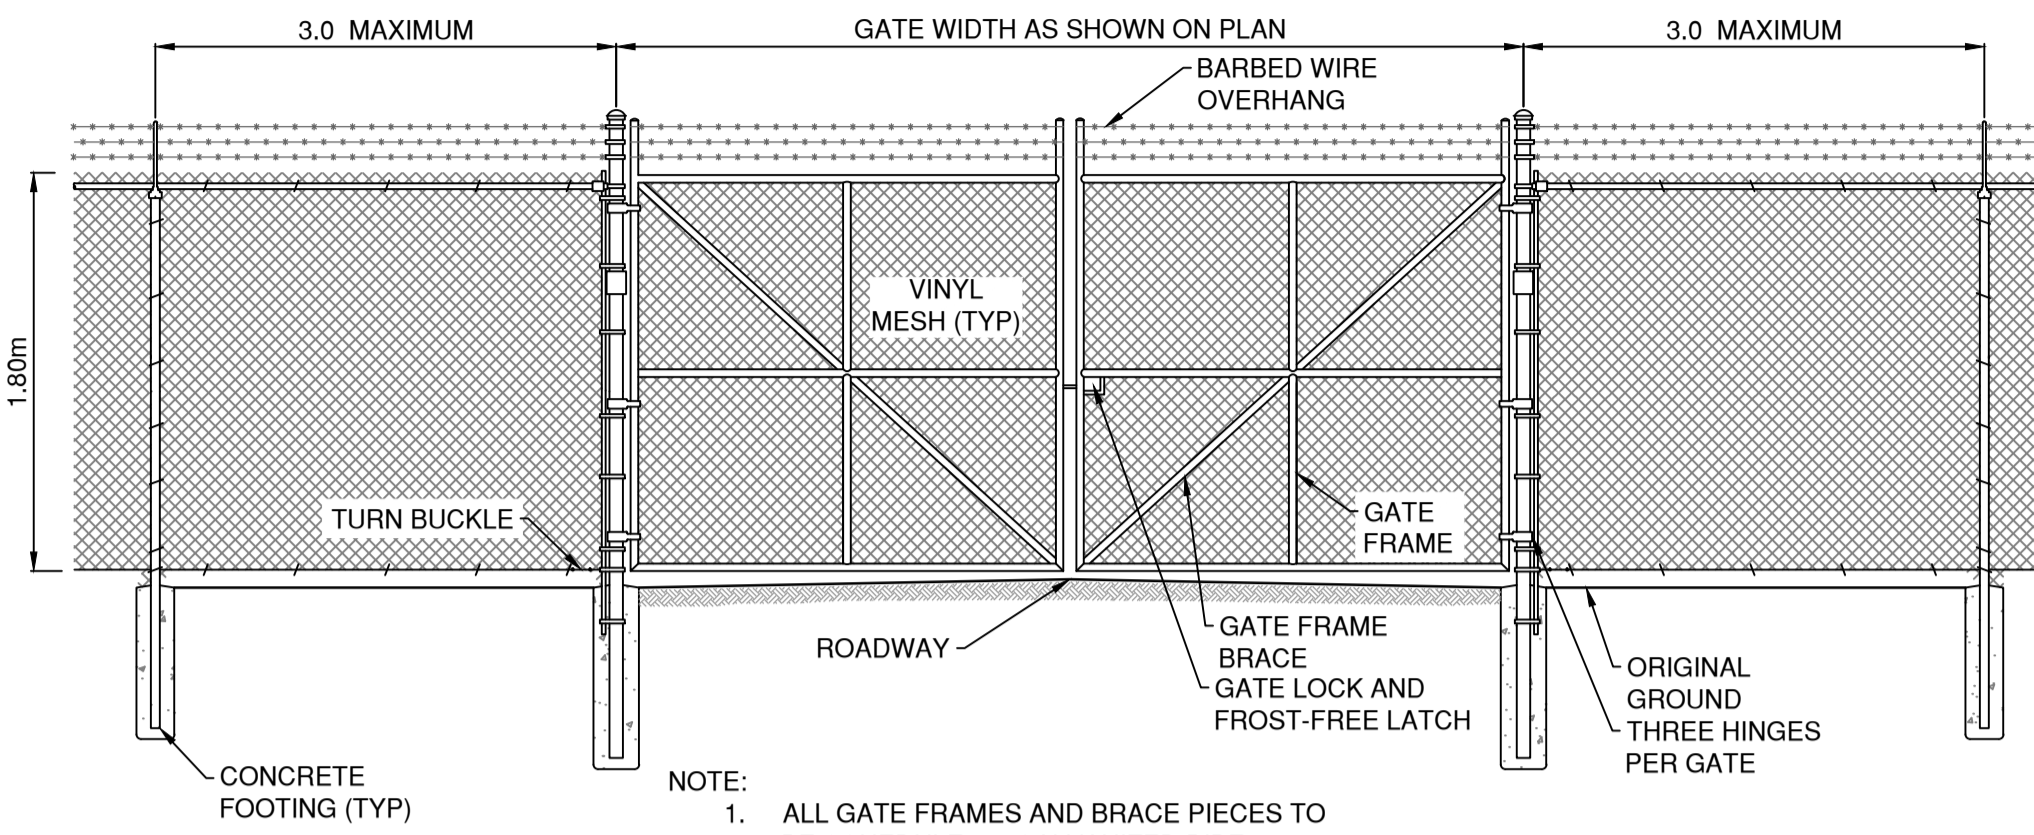 3.0 MAXIMUM
GATE WIDTH AS SHOWN ON PLAN
3.0 MAXIMUM
BARBED WIRE
OVERHANG
VINYL
MESH (TYP)
1.80m
TURN BUCKLE
GATE
FRAME
ROADWAY
GATE FRAME
BRACE
GATE LOCK AND
FROST-FREE LATCH
ORIGINAL
GROUND
THREE HINGES
PER GATE
CONCRETE
FOOTING (TYP)
NOTE:
1. ALL GATE FRAMES AND BRACE PIECES TO